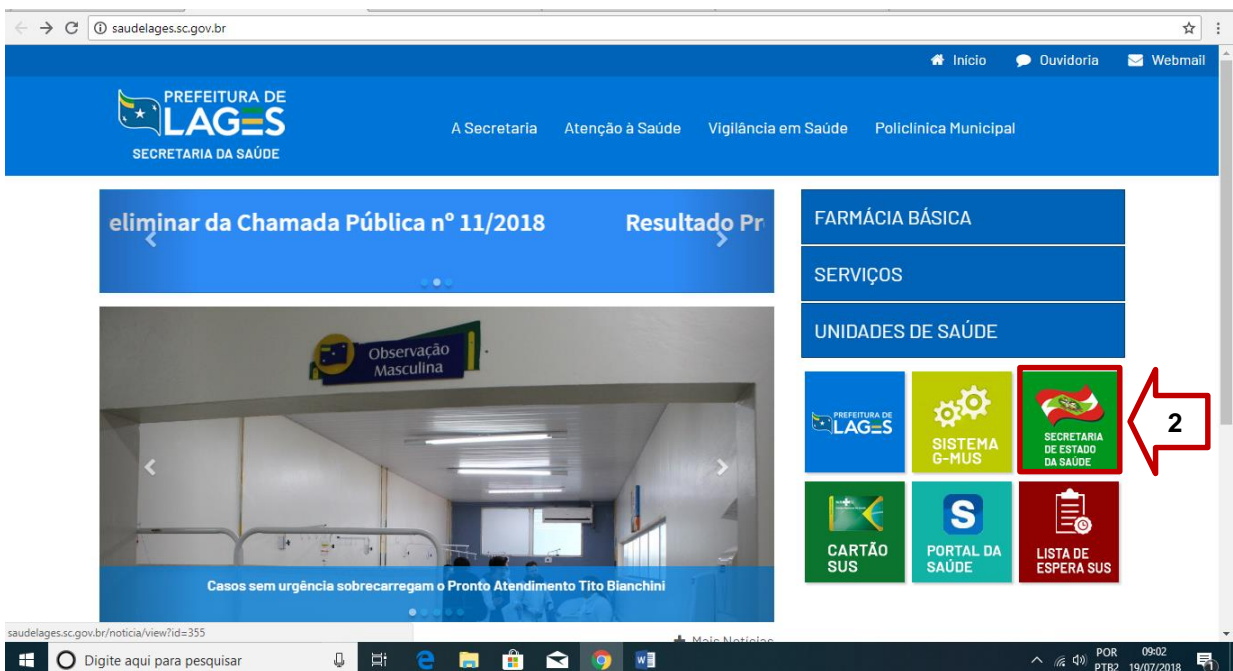 saudelages.sc.gov.br
Início
Ouvidoria
Webmail
PREFEITURA DE
LAGES
SECRETARIA DA SAÚDE
A Secretaria
Atenção à Saúde
Vigilância em Saúde
Policlínica Municipal
eliminar da Chamada Pública nº 11/2018
Resultado Pr
FARMÁCIA BÁSICA
SERVIÇOS
UNIDADES DE SAÚDE
Observação
Masculina
PREFEITURA DE
LAGES
SISTEMA
G-MUS
SECRETARIA
DE ESTADO
DA SAÚDE
2
CARTÃO
SUS
PORTAL DA
SAÚDE
LISTA DE
ESPERA SUS
Casos sem urgência sobrecarregam o Pronto Atendimento Tito Bianchini
saudelages.sc.gov.br/noticia/view?id=355
Mais Notícias
Digite aqui para pesquisar
POR
PTB2
09:02
19/07/2018